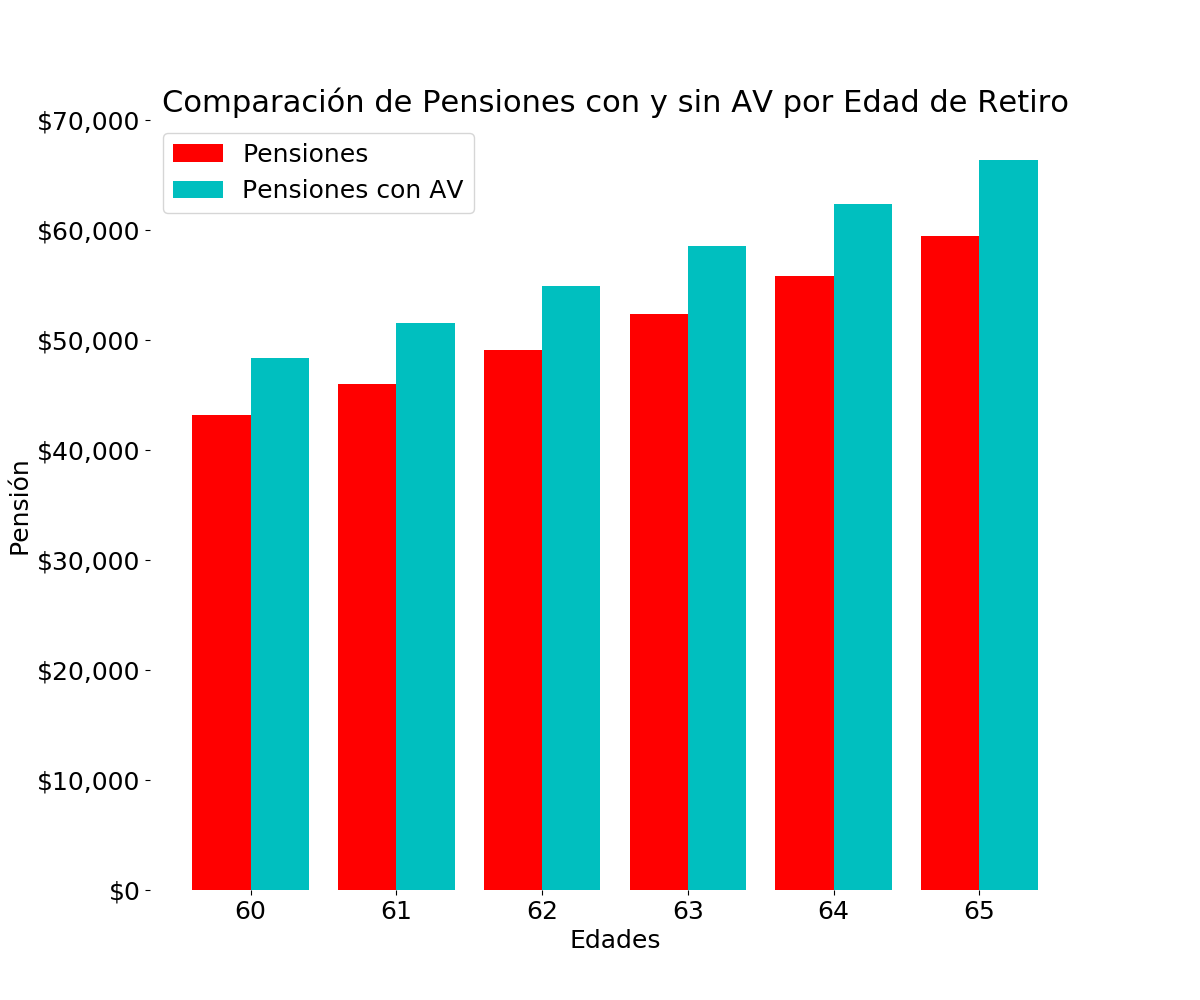 Comparación de Pensiones con y sin AV por Edad de Retiro
Pensiones
Pensiones con AV
$70,000
$60,000
$50,000
$40,000
$30,000
$20,000
$10,000
$0
Pensión
60 61 62 63 64 65
Edades